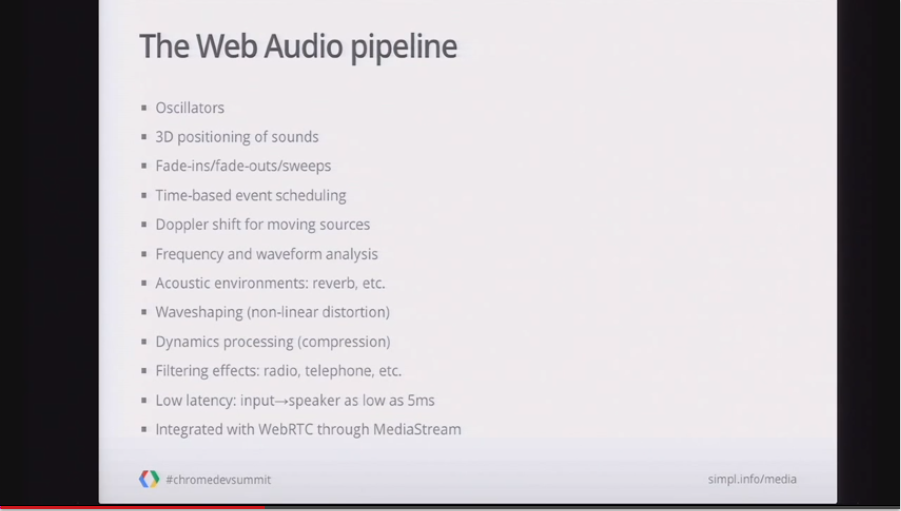 The Web Audio pipeline
▪ Oscillators
▪ 3D positioning of sounds
▪ Fade-ins/fade-outs/sweeps
▪ Time-based event scheduling
▪ Doppler shift for moving sources
▪ Frequency and waveform analysis
▪ Acoustic environments: reverb, etc.
▪ Waveshaping (non-linear distortion)
▪ Dynamics processing (compression)
▪ Filtering effects: radio, telephone, etc.
▪ Low latency: input→speaker as low as 5ms
▪ Integrated with WebRTC through MediaStream
#chromedevsummit
simpl.info/media